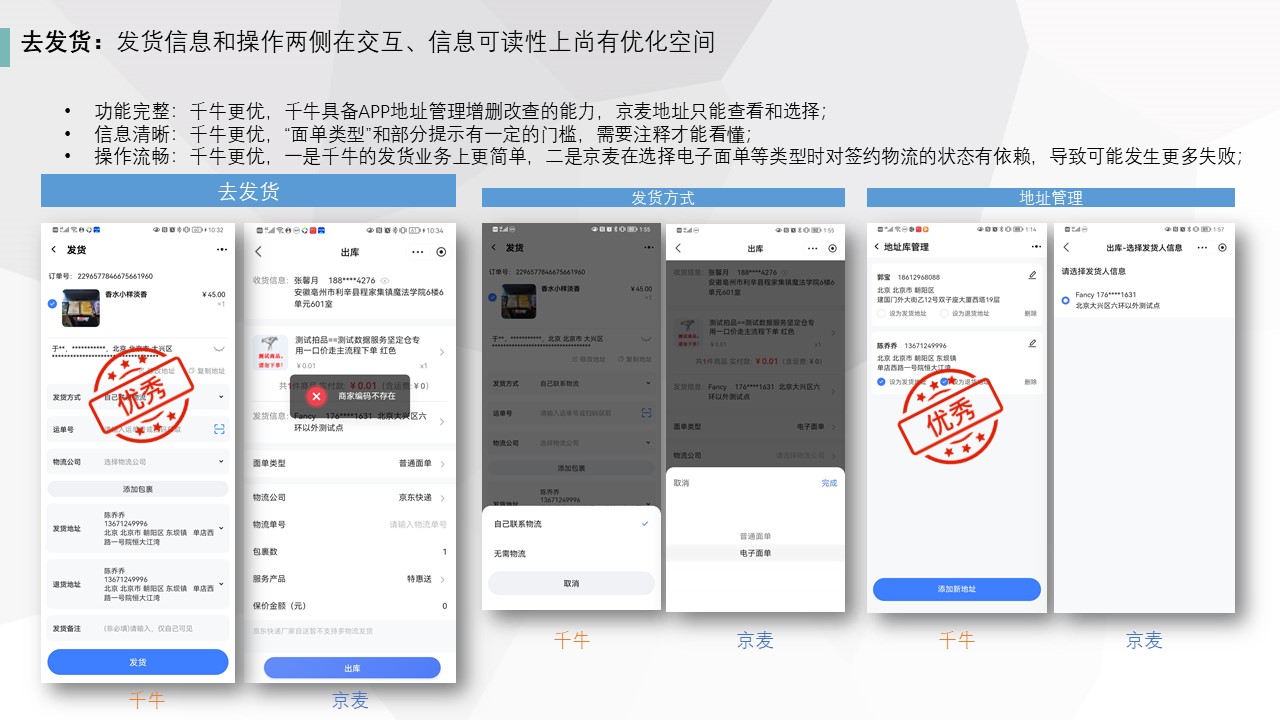 去发货：发货信息和操作两侧在交互、信息可读性上尚有优化空间
• 功能完整：千牛更优，千牛具备APP地址管理增删改查的能力，京麦地址只能查看和选择；
• 信息清晰：千牛更优，“面单类型”和部分提示有一定的门槛，需要注释才能看懂；
• 操作流畅：千牛更优，一是千牛的发货业务上更简单，二是京麦在选择电子面单等类型时对签约物流的状态有依赖，导致可能发生更多失败；
去发货
10:32
发货
订单号：2296577846675661960
香水小样淡香
￥45.00
×1
于**，***********，北京 北京市 大兴区
复制地址
优秀
发货方式
自己联系物流
运单号
物流公司
选择物流公司
添加包裹
发货地址
陈乔乔
13671249996
北京 北京市 朝阳区 东坝镇 单店西
路一号院恒大江湾
退货地址
陈乔乔
13671249996
北京 北京市 朝阳区 东坝镇 单店西
路一号院恒大江湾
发货备注
(非必填)请输入，仅自己可见
发货
千牛
10:34
出库
收货信息：
张馨月 188****4276
安徽亳州市利辛县程家集镇魔法学院6楼6
单元601室
测试商品，
请勿下单！
测试拍品==测试数据服务坚定仓专
用一口价走主流程下单 红色
￥0.01
x1
共1件商品 实付款：￥0.01（含运费：￥0）
商家编码不存在
发货信息：
Fancy 176****1631 北京大兴区六
环以外测试点
面单类型
普通面单
物流公司
京东快递
物流单号
请输入物流单号
包裹数
1
服务产品
特惠送
保价金额（元）
0
京东快递厂家自送暂不支持多物流发货
出库
京麦
发货方式
1:55
发货
订单号：2296577846675661960
香水小样淡香
￥45.00
×1
于**，***********，北京 北京市 大兴区
修改地址
复制地址
发货方式
自己联系物流
运单号
请输入运单号或扫码获取
物流公司
选择物流公司
添加包裹
发货地址
陈乔乔
13671249996
自己联系物流
无需物流
取消
千牛
1:55
出库
收货信息：
张馨月 188****4276
安徽亳州市利辛县程家集镇魔法学院6楼6
单元601室
测试商品，
请勿下单！
测试拍品==测试数据服务坚定仓专
用一口价走主流程下单 红色
￥0.01
x1
共1件商品 实付款：￥0.01（含运费：￥0）
发货信息：
Fancy 176****1631 北京大兴区六
环以外测试点
面单类型
电子面单
物流公司
请选择物流公司
取消
完成
普通面单
电子面单
京麦
地址管理
1:14
地址库管理
郭宝 18612968088
北京 北京市 朝阳区
建国门外大街乙12号双子座大厦西塔19层
设为发货地址
设为退货地址
删除
陈乔乔 13671249996
北京 北京市 朝阳区 东坝镇
单店西路一号院恒大江湾
设为发货地址
设为退货地址
删除
优秀
添加新地址
千牛
1:57
出库-选择发货人信息
请选择发货人信息
Fancy 176****1631
北京大兴区六环以外测试点
京麦